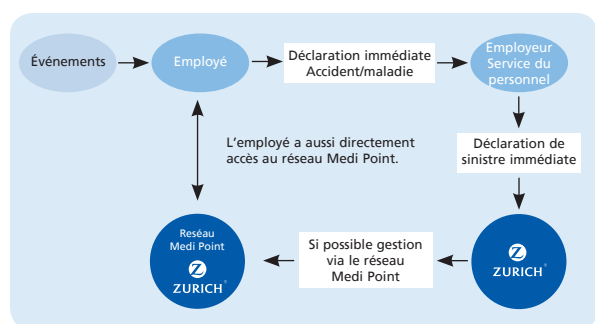 Événements
Employé
Déclaration immédiate
Accident/maladie
Employeur
Service du
personnel
L'employé a aussi directement
accès au réseau Medi Point.
Déclaration de
sinistre immédiate
Reséau
Medi Point
ZURICH®
Si possible gestion
via le réseau
Medi Point
ZURICH®